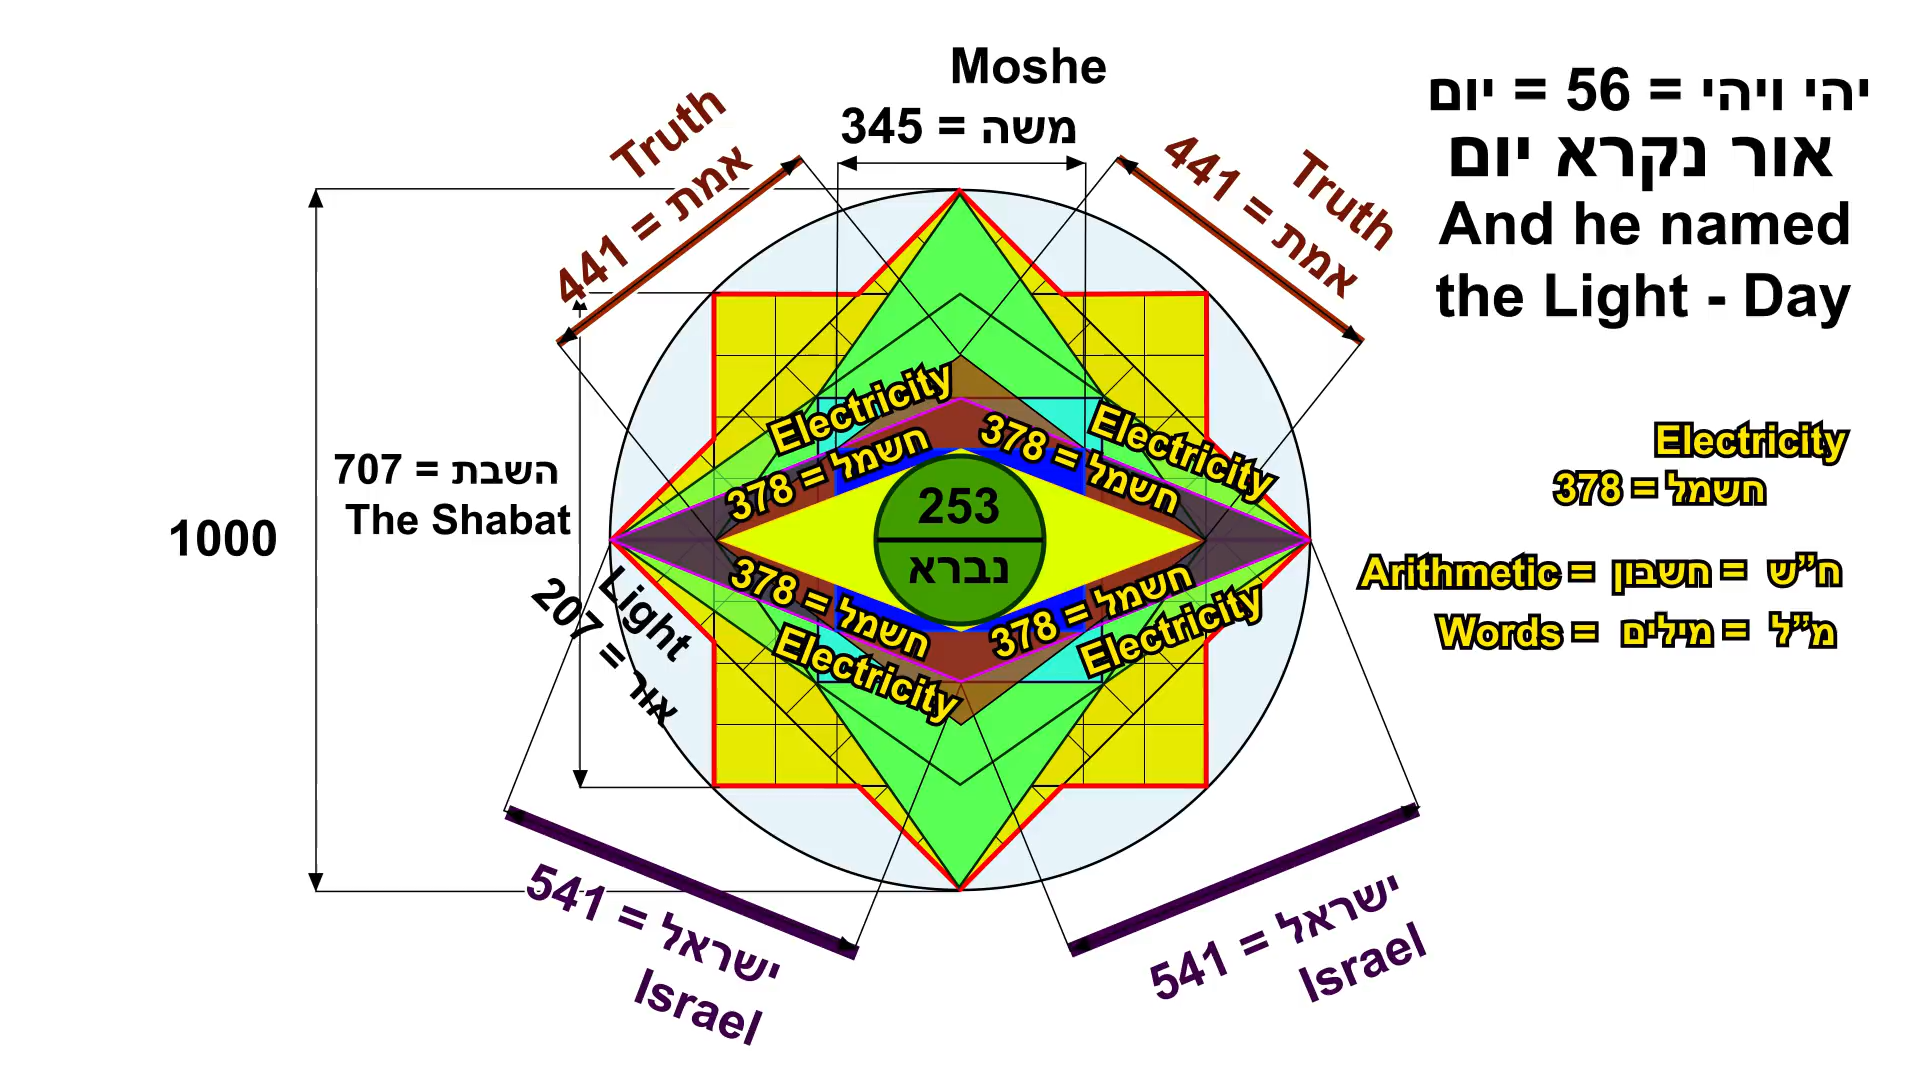 Moshe
345 = משה
Truth
441 = אמת
Truth
441 = אמת
יהי ויהי = 56 = יום
אור נקרא יום
And he named
the Light - Day
1000
707 = השבת
The Shabat
Electricity
378 = חשמל
Electricity
378 = חשמל
253
נברא
378 = חשמל
Electricity
378 = חשמל
Electricity
Light
207 = אור
Electricity
378 = חשמל
Arithmetic = חשבון = ח”ש
Words = מילים = מ”ל
541 = ישראל
Israel
541 = ישראל
Israel